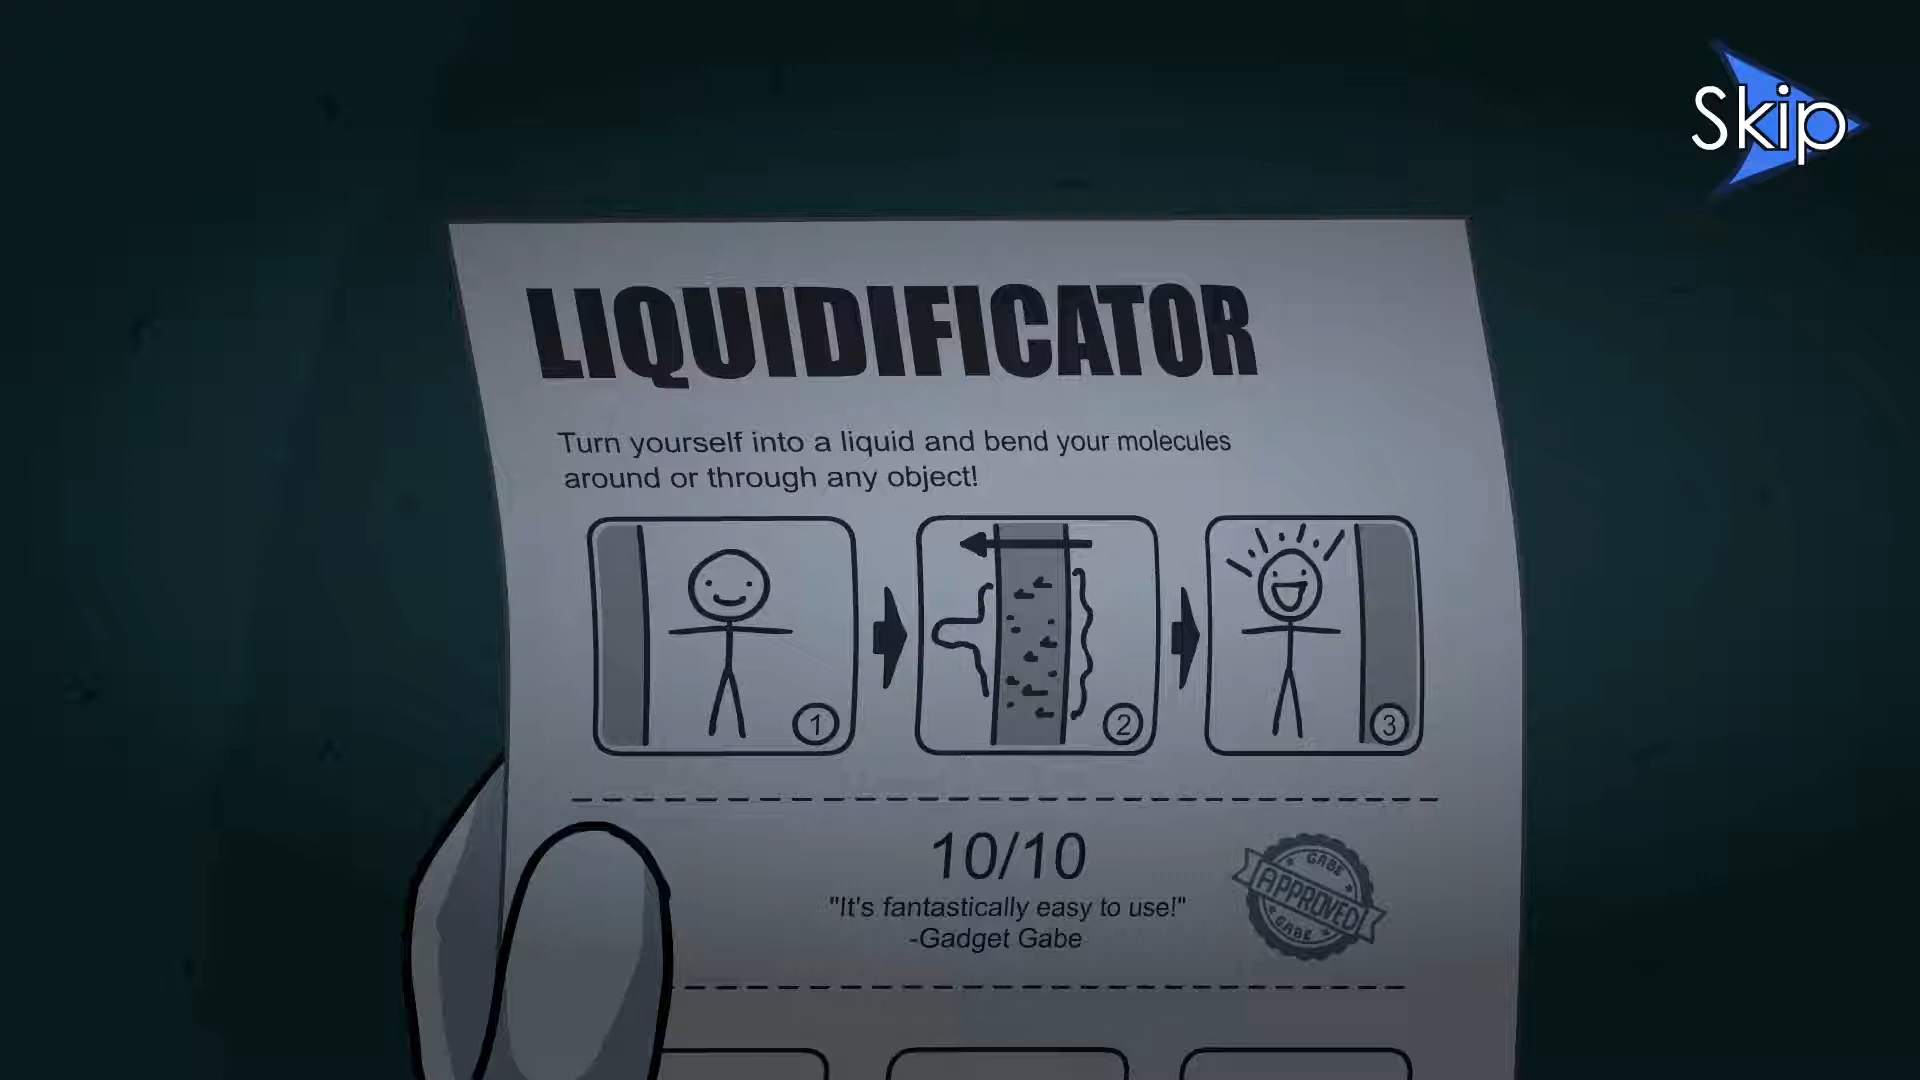 Skip
LIQUIDIFICATOR
Turn yourself into a liquid and bend your molecules
around or through any object!
1
2
3
10/10
"It's fantastically easy to use!"
-Gadget Gabe
GABE
APPROVED
GABE